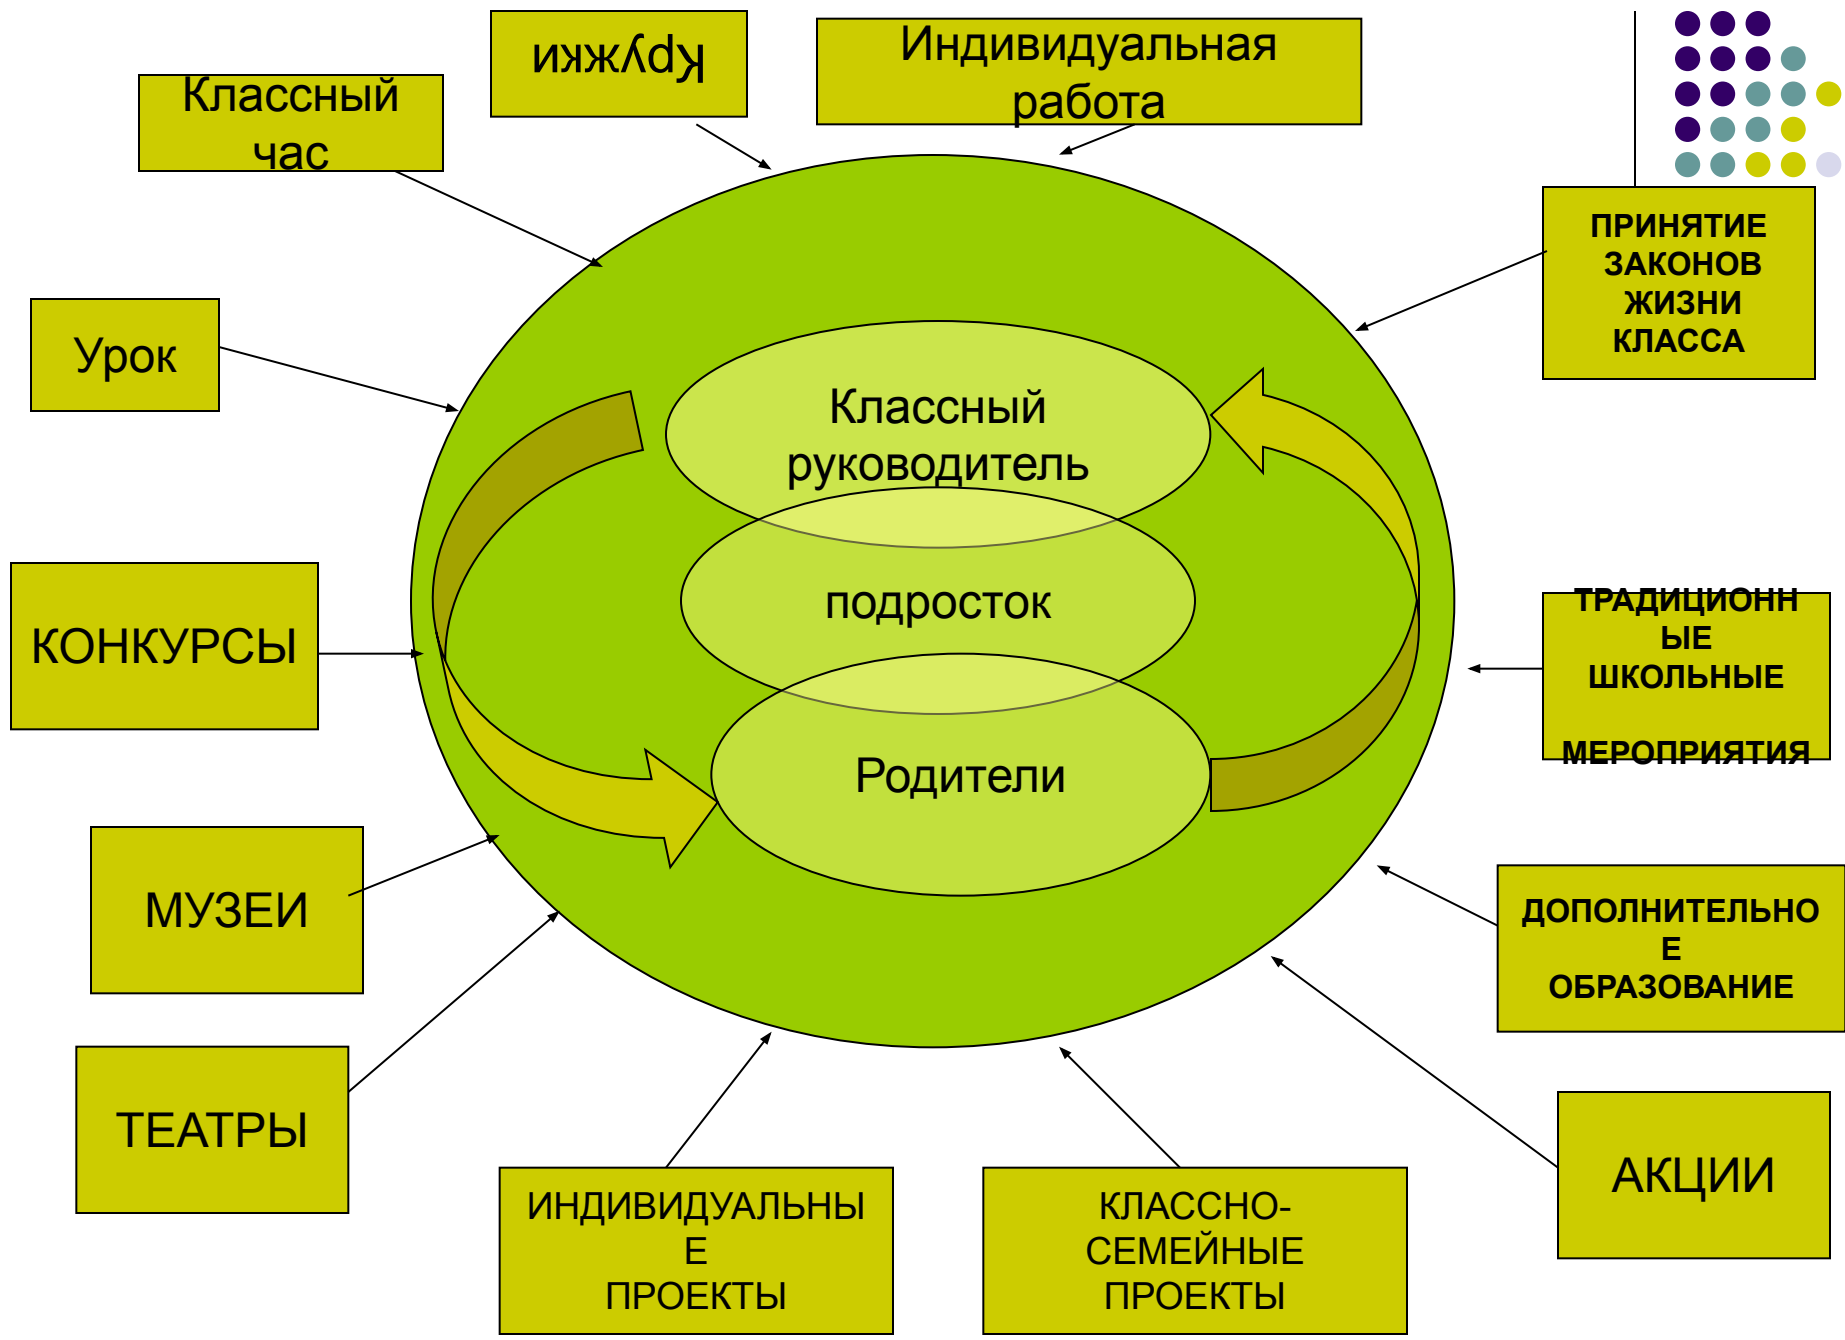 Кружки
Индивидуальная
работа
Классный
час
ПРИНЯТИЕ
ЗАКОНОВ
ЖИЗНИ
КЛАССА
Урок
Классный
руководитель
подросток
Родители
КОНКУРСЫ
ТРАДИЦИОНН
ЫЕ
ШКОЛЬНЫЕ
МЕРОПРИЯТИЯ
МУЗЕИ
ДОПОЛНИТЕЛЬНО
Е
ОБРАЗОВАНИЕ
ТЕАТРЫ
АКЦИИ
ИНДИВИДУАЛЬНЫ
Е
ПРОЕКТЫ
КЛАССНО-
СЕМЕЙНЫЕ
ПРОЕКТЫ